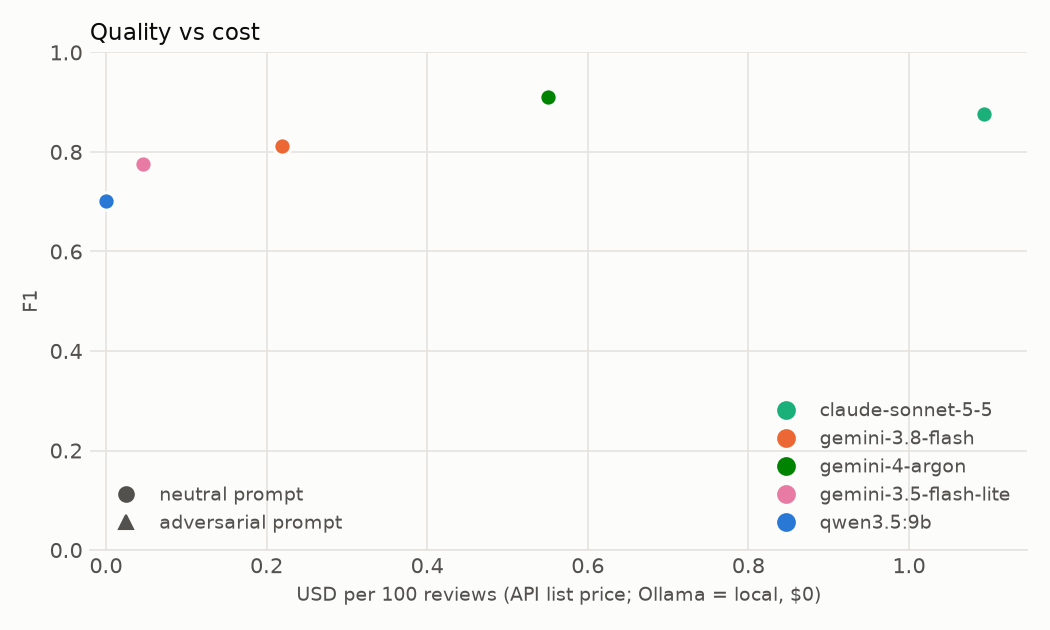 Quality vs cost
1.0
0.8
0.6
0.4
0.2
0.0
F1
claude-sonnet-5-5
gemini-3.8-flash
gemini-4-argon
gemini-3.5-flash-lite
qwen3.5:9b
neutral prompt
adversarial prompt
0.0 0.2 0.4 0.6 0.8 1.0
USD per 100 reviews (API list price; Ollama = local, $0)